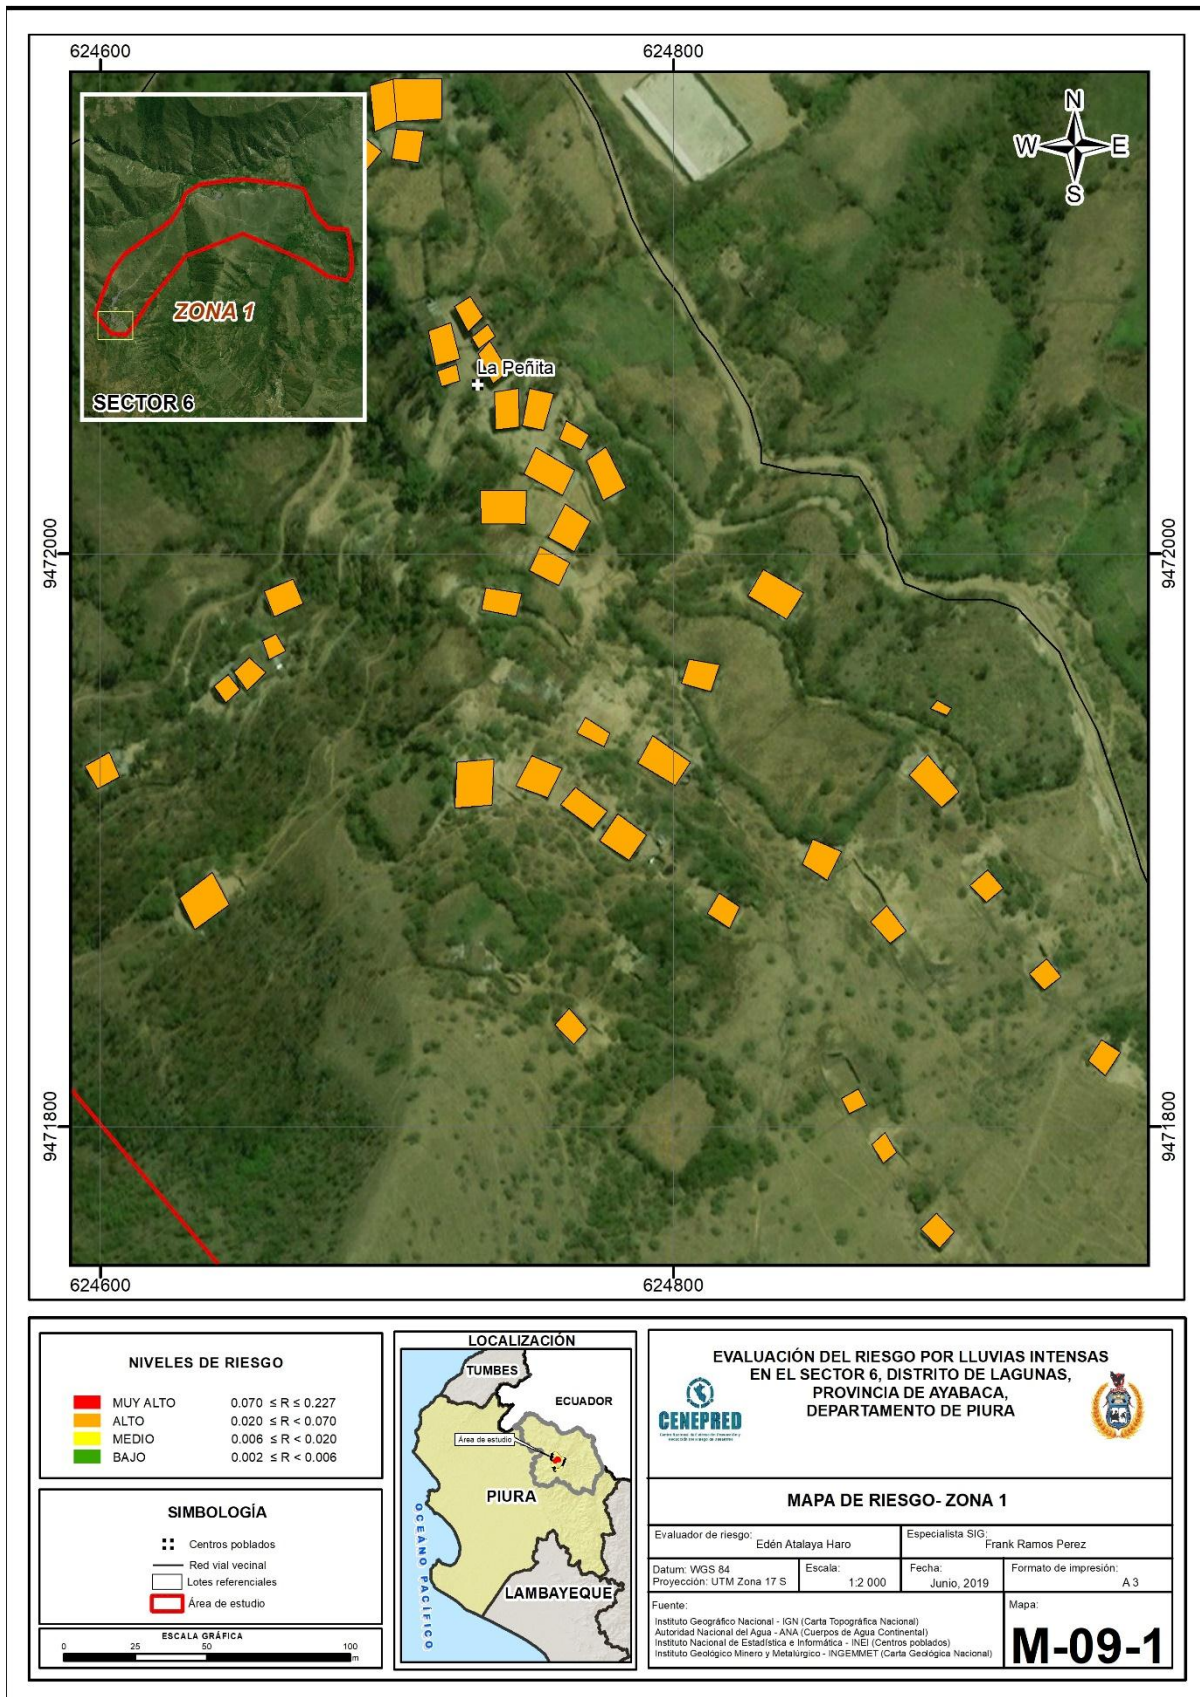 624600
624800
N
W
E
S
ZONA 1
SECTOR 6
La Peñita
9472000
9472000
9471800
9471800
624600
624800
NIVELES DE RIESGO
MUY ALTO 0.070 ≤ R ≤ 0.227
ALTO 0.020 ≤ R < 0.070
MEDIO 0.006 ≤ R < 0.020
BAJO 0.002 ≤ R < 0.006
SIMBOLOGÍA
Centros poblados
Red vial vecinal
Lotes referenciales
Área de estudio
ESCALA GRÁFICA
0 25 50 100
m
LOCALIZACIÓN
TUMBES
ECUADOR
Área de estudio
PIURA
OCEANO PACÍFICO
LAMBAYEQUE
EVALUACIÓN DEL RIESGO POR LLUVIAS INTENSAS
EN EL SECTOR 6, DISTRITO DE LAGUNAS,
PROVINCIA DE AYABACA,
DEPARTAMENTO DE PIURA
CENEPRED
MAPA DE RIESGO- ZONA 1
Evaluador de riesgo:
Edén Atalaya Haro
Especialista SIG:
Frank Ramos Perez
Datum: WGS 84
Proyección: UTM Zona 17 S
Escala:
1:2 000
Fecha:
Junio, 2019
Formato de impresión:
A 3
Fuente:
Instituto Geográfico Nacional - IGN (Carta Topográfica Nacional)
Autoridad Nacional del Agua - ANA (Cuerpos de Agua Continental)
Instituto Nacional de Estadística e Informática - INEI (Centros poblados)
Instituto Geológico Minero y Metalúrgico - INGEMMET (Carta Geológica Nacional)
Mapa:
M-09-1